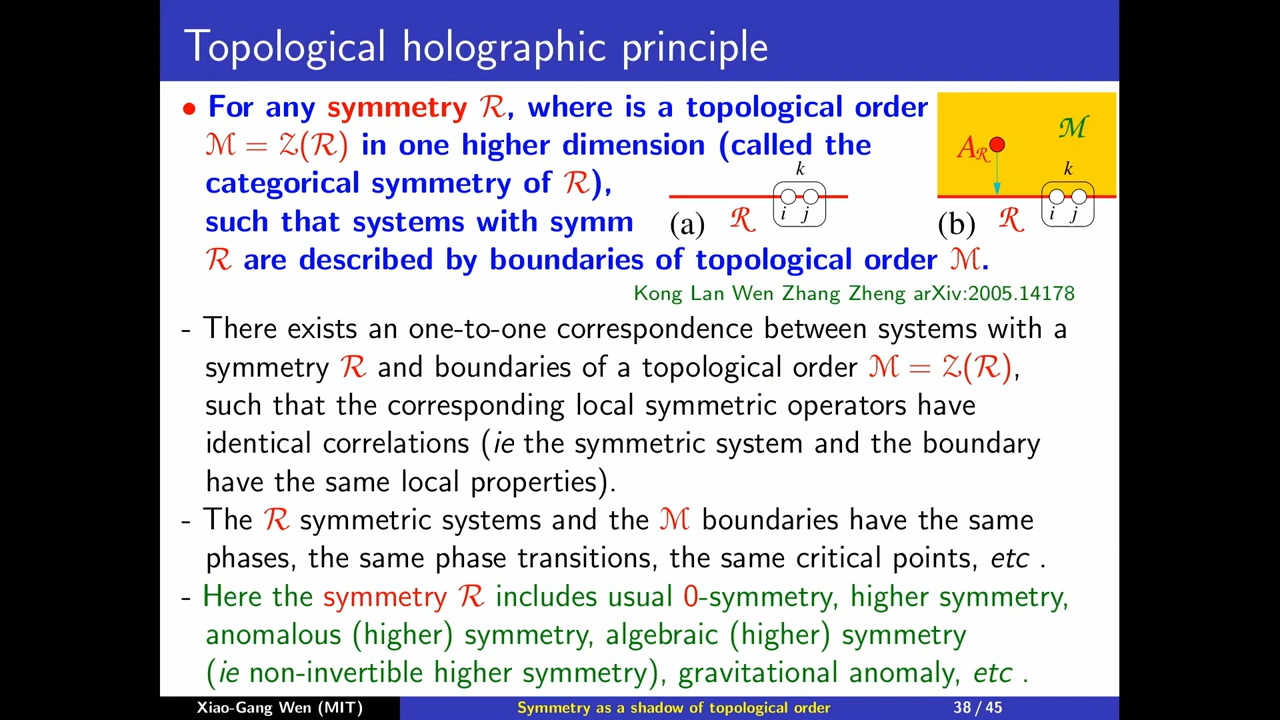 Topological holographic principle
• For any symmetry R, where is a topological order
M = Z(R) in one higher dimension (called the
categorical symmetry of R),
such that systems with symm
R are described by boundaries of topological order M.
k
i j
(a) R
A_R
M
k
i j
(b) R
Kong Lan Wen Zhang Zheng arXiv:2005.14178
- There exists an one-to-one correspondence between systems with a
symmetry R and boundaries of a topological order M = Z(R),
such that the corresponding local symmetric operators have
identical correlations (ie the symmetric system and the boundary
have the same local properties).
- The R symmetric systems and the M boundaries have the same
phases, the same phase transitions, the same critical points, etc .
- Here the symmetry R includes usual 0-symmetry, higher symmetry,
anomalous (higher) symmetry, algebraic (higher) symmetry
(ie non-invertible higher symmetry), gravitational anomaly, etc .
Xiao-Gang Wen (MIT) Symmetry as a shadow of topological order 38 / 45